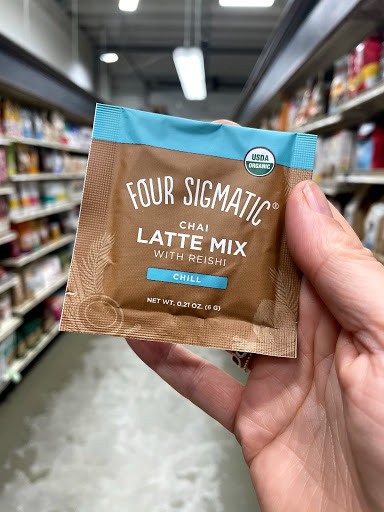 USDA
ORGANIC
FOUR SIGMATIC®
CHAI
LATTE MIX
WITH REISHI
CHILL
NET WT. 0.21 OZ. (6 G)